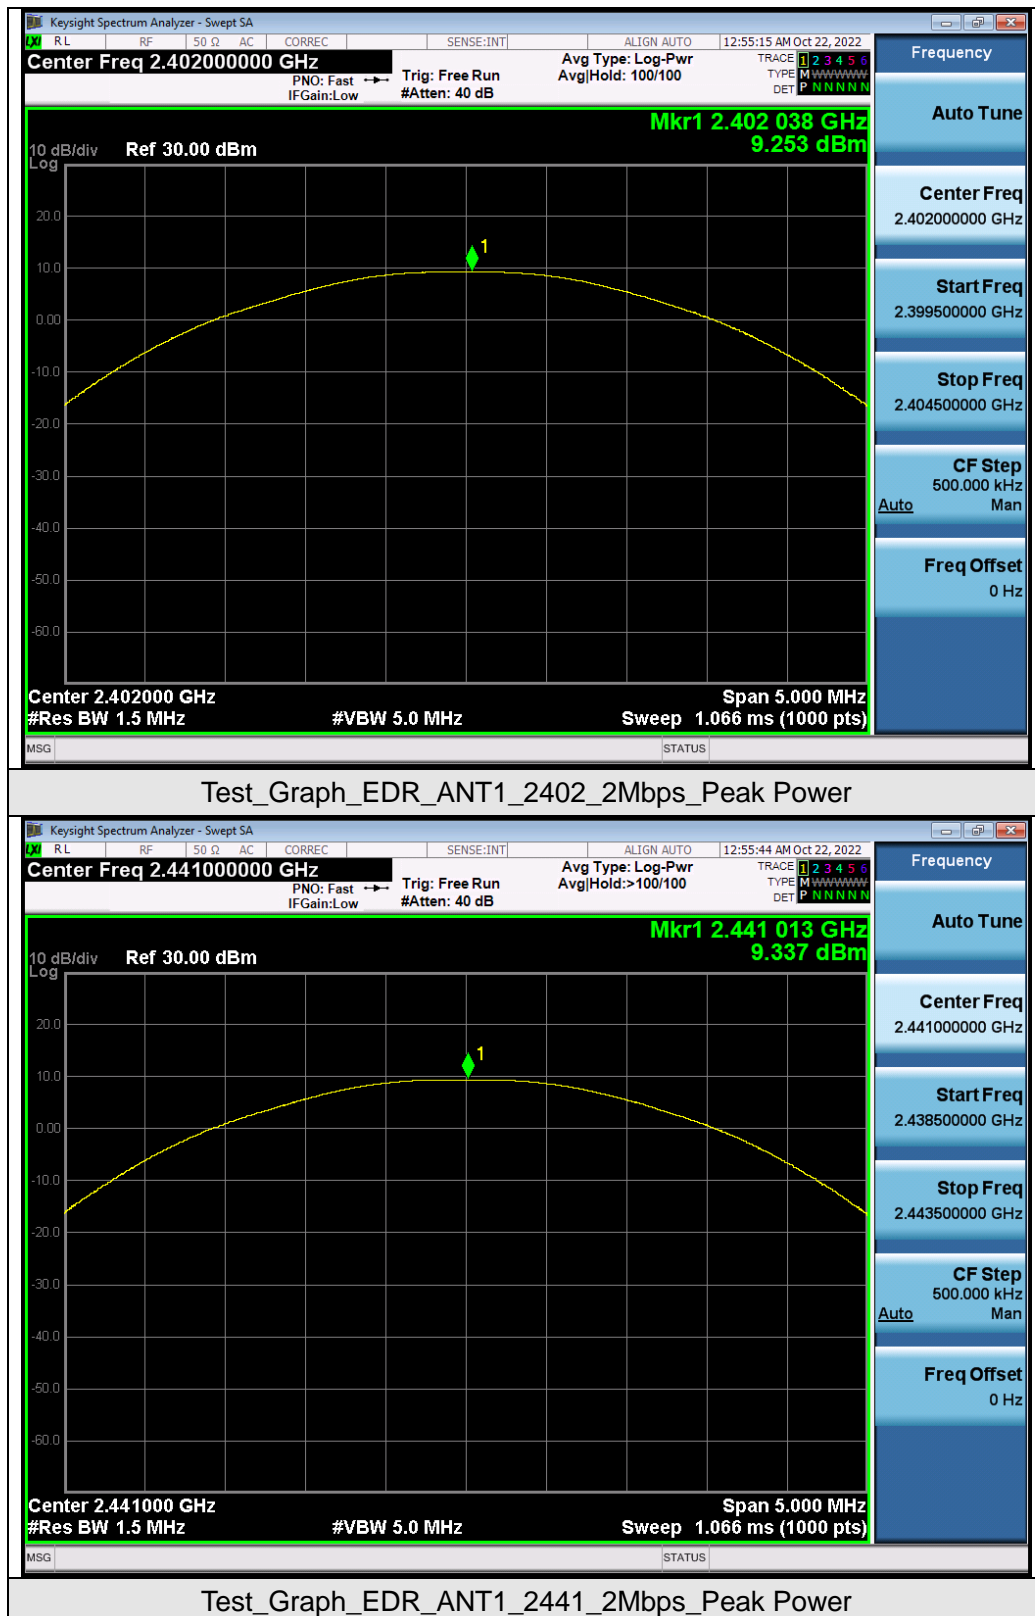 Keysight Spectrum Analyzer - Swept SA
LXI RL RF 50 Ω AC CORREC SENSE:INT ALIGN AUTO 12:55:15 AM Oct 22, 2022
Center Freq 2.402000000 GHz
PNO: Fast
IFGain:Low
Trig: Free Run
#Atten: 40 dB
Avg Type: Log-Pwr
Avg|Hold: 100/100
TRACE 1 2 3 4 5 6
TYPE M WWWWW
DET P N N N N N
Mkr1 2.402 038 GHz
9.253 dBm
10 dB/div Ref 30.00 dBm
Log
20.0
1
10.0
0.00
-10.0
-20.0
-30.0
-40.0
-50.0
-60.0
Center 2.402000 GHz Span 5.000 MHz
#Res BW 1.5 MHz #VBW 5.0 MHz Sweep 1.066 ms (1000 pts)
MSG STATUS
Frequency
Auto Tune
Center Freq
2.402000000 GHz
Start Freq
2.399500000 GHz
Stop Freq
2.404500000 GHz
CF Step
500.000 kHz
Auto Man
Freq Offset
0 Hz
Test_Graph_EDR_ANT1_2402_2Mbps_Peak Power
Keysight Spectrum Analyzer - Swept SA
LXI RL RF 50 Ω AC CORREC SENSE:INT ALIGN AUTO 12:55:44 AM Oct 22, 2022
Center Freq 2.441000000 GHz
PNO: Fast
IFGain:Low
Trig: Free Run
#Atten: 40 dB
Avg Type: Log-Pwr
Avg|Hold:>100/100
TRACE 1 2 3 4 5 6
TYPE M WWWWW
DET P N N N N N
Mkr1 2.441 013 GHz
9.337 dBm
10 dB/div Ref 30.00 dBm
Log
20.0
1
10.0
0.00
-10.0
-20.0
-30.0
-40.0
-50.0
-60.0
Center 2.441000 GHz Span 5.000 MHz
#Res BW 1.5 MHz #VBW 5.0 MHz Sweep 1.066 ms (1000 pts)
MSG STATUS
Frequency
Auto Tune
Center Freq
2.441000000 GHz
Start Freq
2.438500000 GHz
Stop Freq
2.443500000 GHz
CF Step
500.000 kHz
Auto Man
Freq Offset
0 Hz
Test_Graph_EDR_ANT1_2441_2Mbps_Peak Power